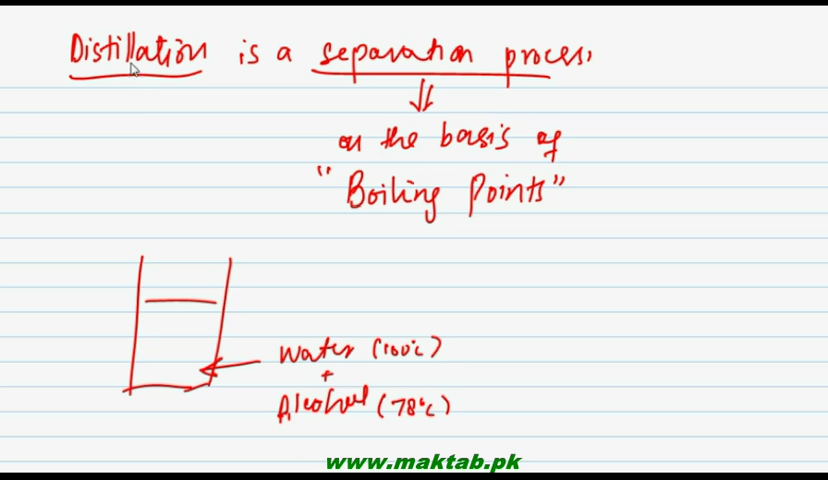 Distillation is a separation process.
on the basis of
"Boiling Points"
Water (100°C)
+
Alcohol (78°C)
www.maktab.pk